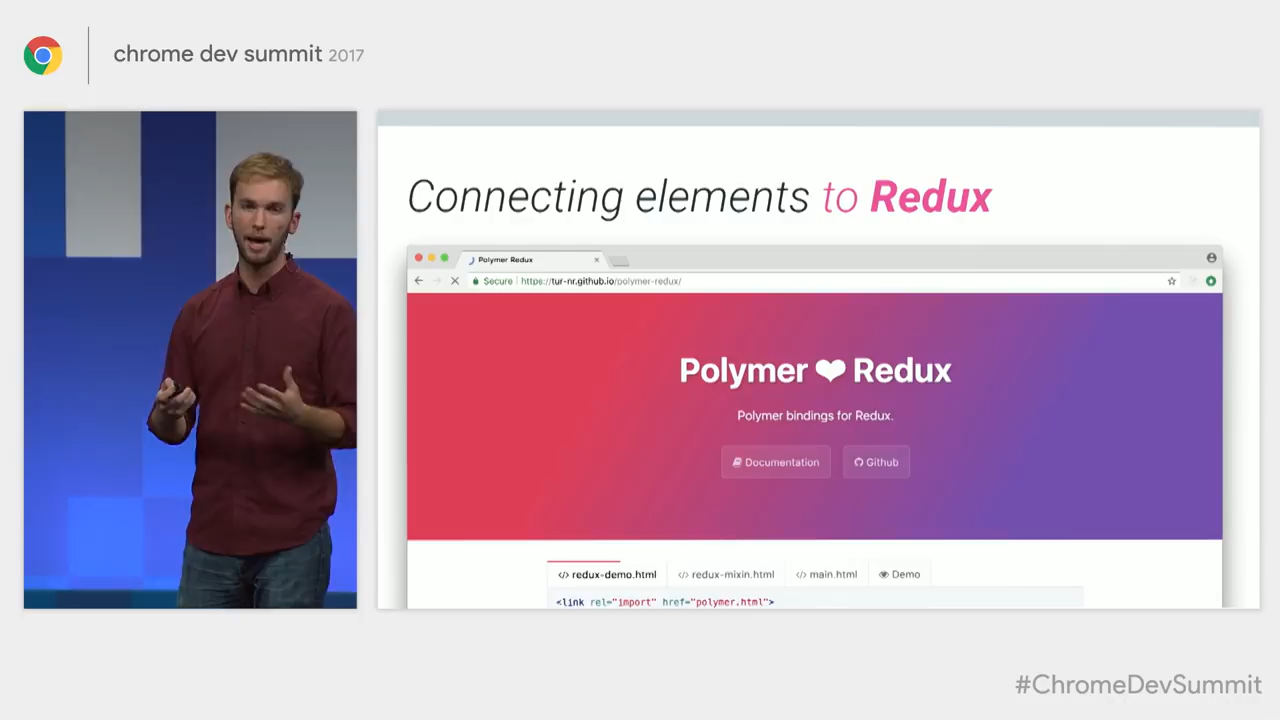 chrome dev summit 2017
Connecting elements to Redux
Polymer Redux
Secure https://tur-nr.github.io/polymer-redux/
Polymer ❤ Redux
Polymer bindings for Redux.
Documentation
Github
</> redux-demo.html
</> redux-mixin.html
</> main.html
Demo
<link rel="import" href="polymer.html">
#ChromeDevSummit